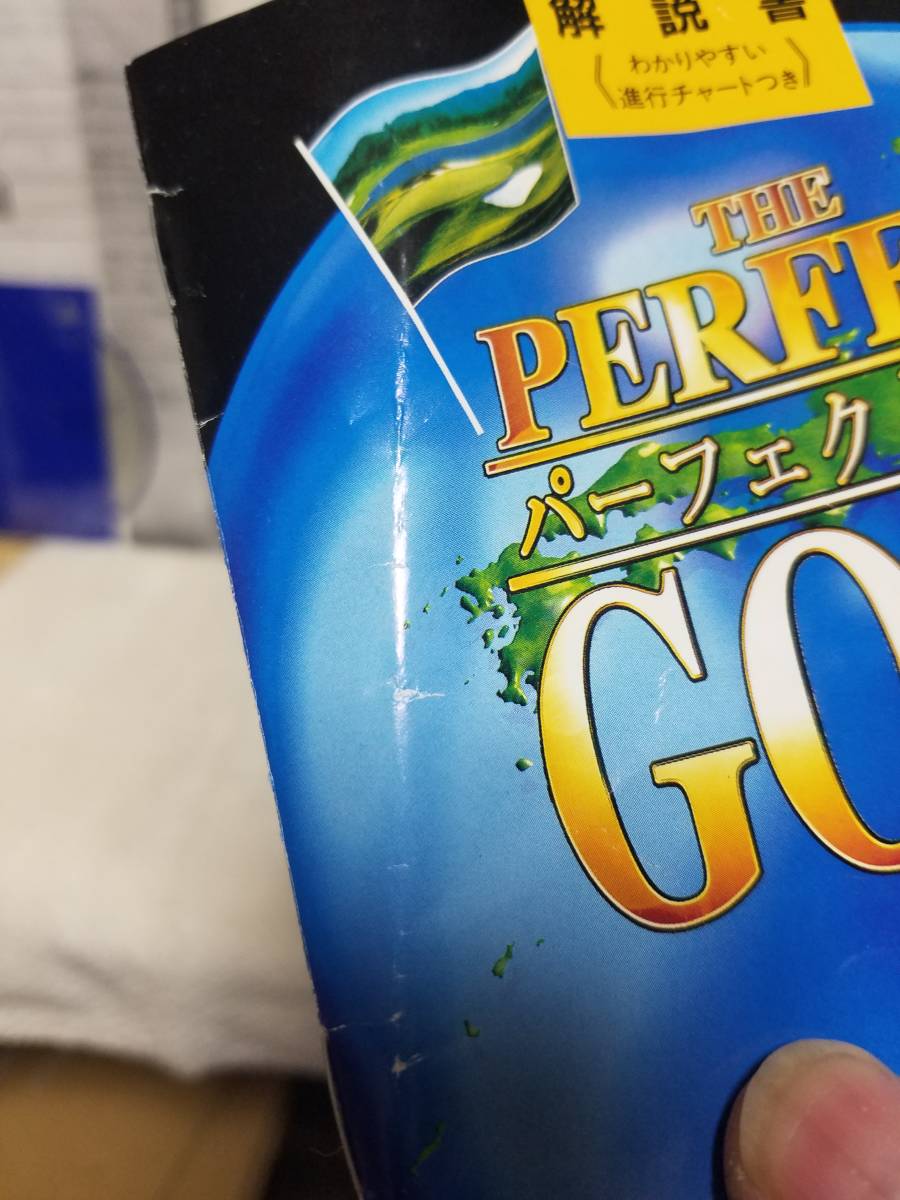 解説書
《わかりやすい
進行チャートつき》
THE
PERFE
パーフェク
GO